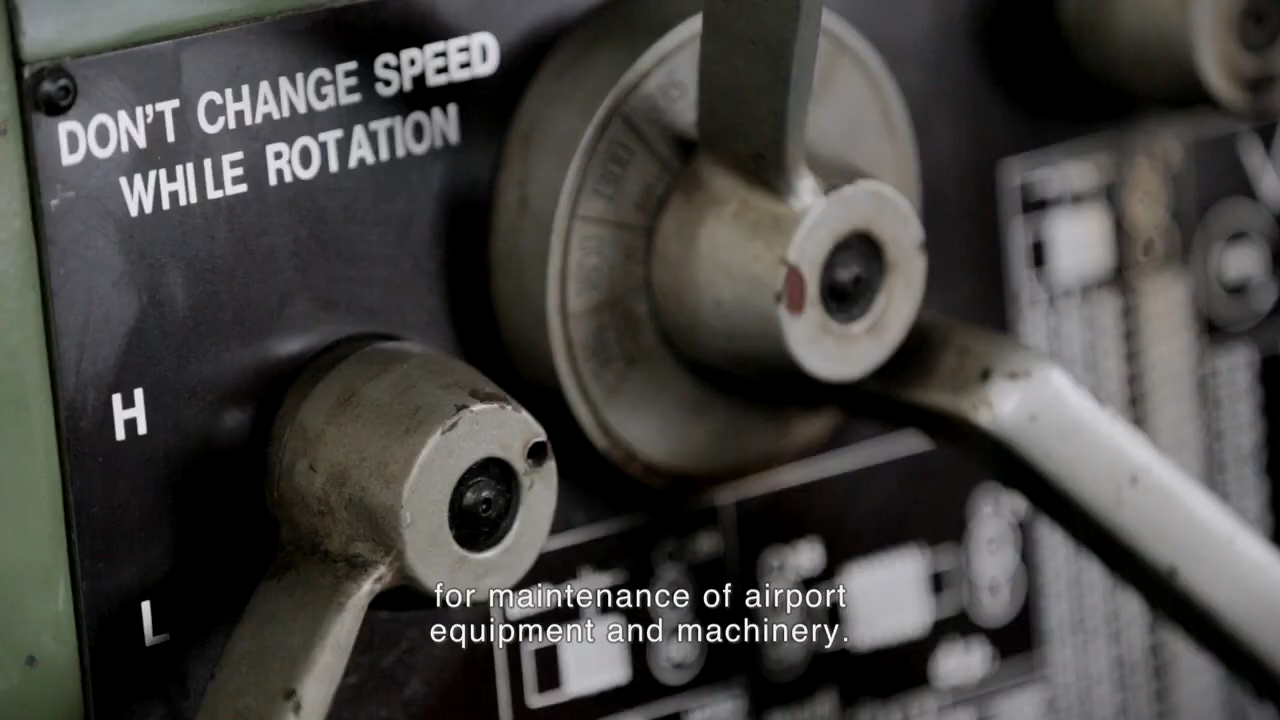 DON'T CHANGE SPEED
WHILE ROTATION
H
L
for maintenance of airport
equipment and machinery.